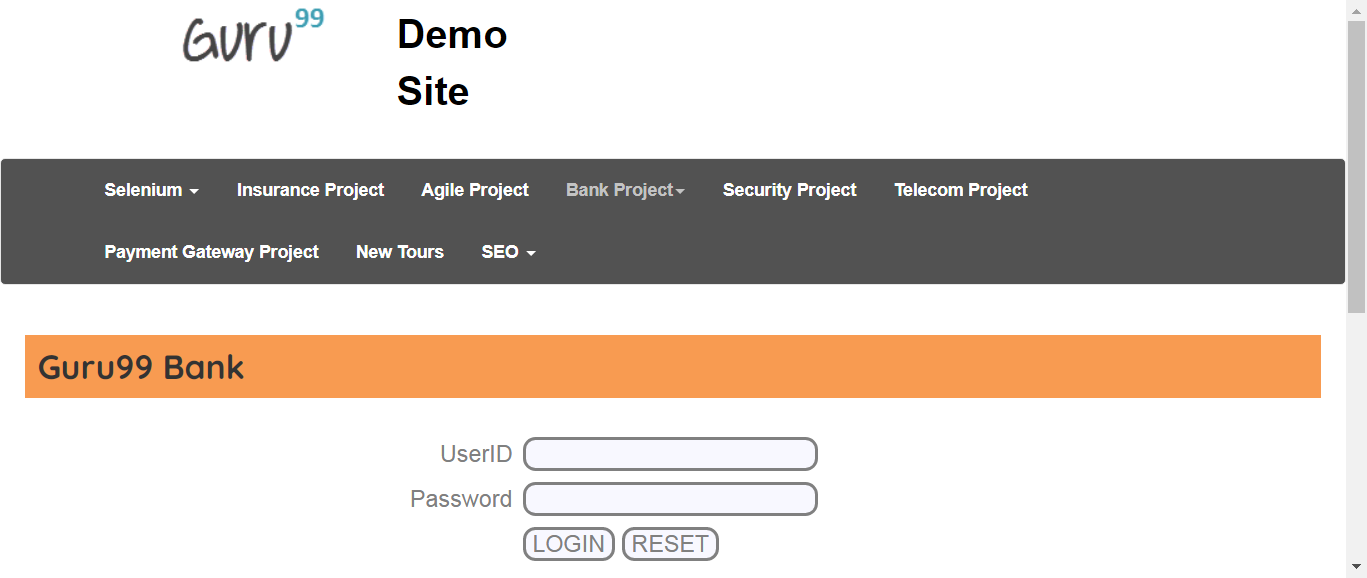 Guru99
Demo
Site
Selenium Insurance Project Agile Project Bank Project Security Project Telecom Project
Payment Gateway Project New Tours SEO
Guru99 Bank
UserID
Password
LOGIN RESET